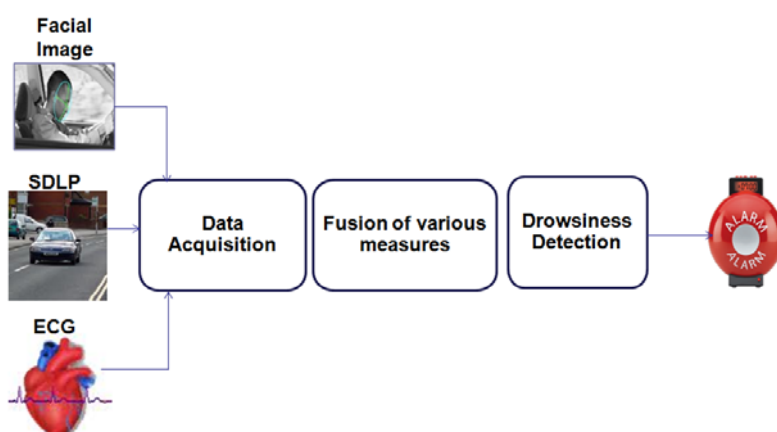 Facial
Image
SDLP
ECG
Data
Acquisition
Fusion of various
measures
Drowsiness
Detection
ALARM
ALARM